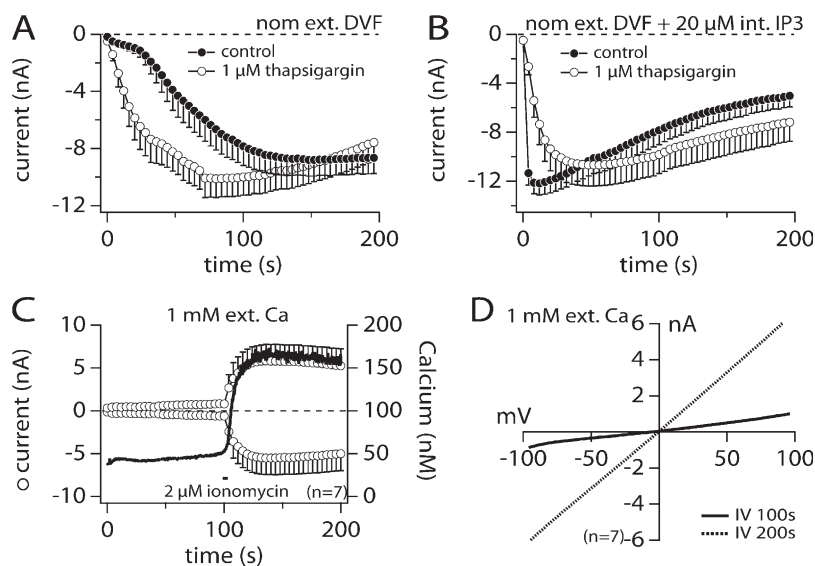 A
nom ext. DVF
control
1 μM thapsigargin
current (nA)
0
-4
-8
-12
0
100
200
time (s)
B
nom ext. DVF + 20 μM int. IP3
control
1 μM thapsigargin
current (nA)
0
-4
-8
-12
0
100
200
time (s)
C
1 mM ext. Ca
current (nA)
10
5
0
-5
-10
200
150
100
50
0
Calcium (nM)
2 μM ionomycin
(n=7)
0
100
200
time (s)
D
1 mM ext. Ca
nA
6
4
2
mV
-100
-50
50
100
-2
-4
-6
(n=7)
IV 100s
IV 200s